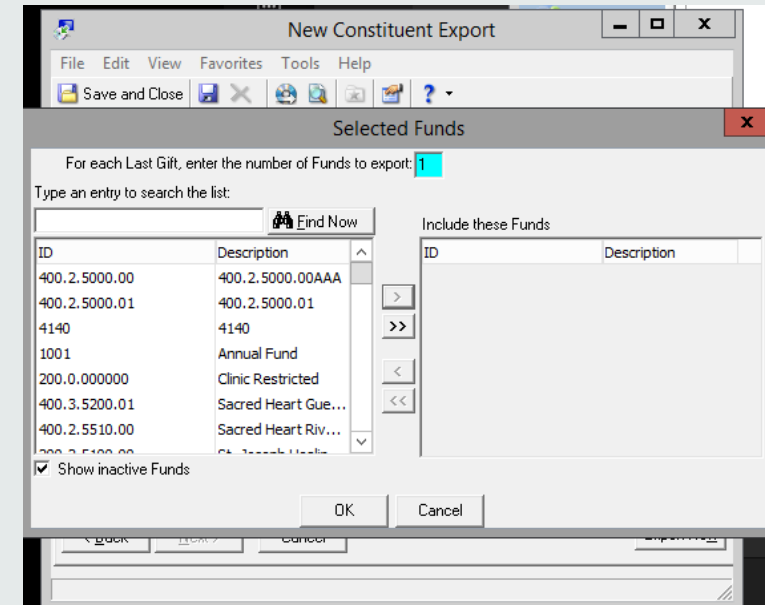 New Constituent Export
File Edit View Favorites Tools Help
Save and Close
Selected Funds
For each Last Gift, enter the number of Funds to export: 1
Type an entry to search the list:
Find Now
Include these Funds
ID Description
ID Description
400.2.5000.00 400.2.5000.00AAA
400.2.5000.01 400.2.5000.01
4140 4140
1001 Annual Fund
200.0.000000 Clinic Restricted
400.3.5200.01 Sacred Heart Gue...
400.2.5510.00 Sacred Heart Riv...
Show inactive Funds
OK Cancel
< Back Next > Cancel